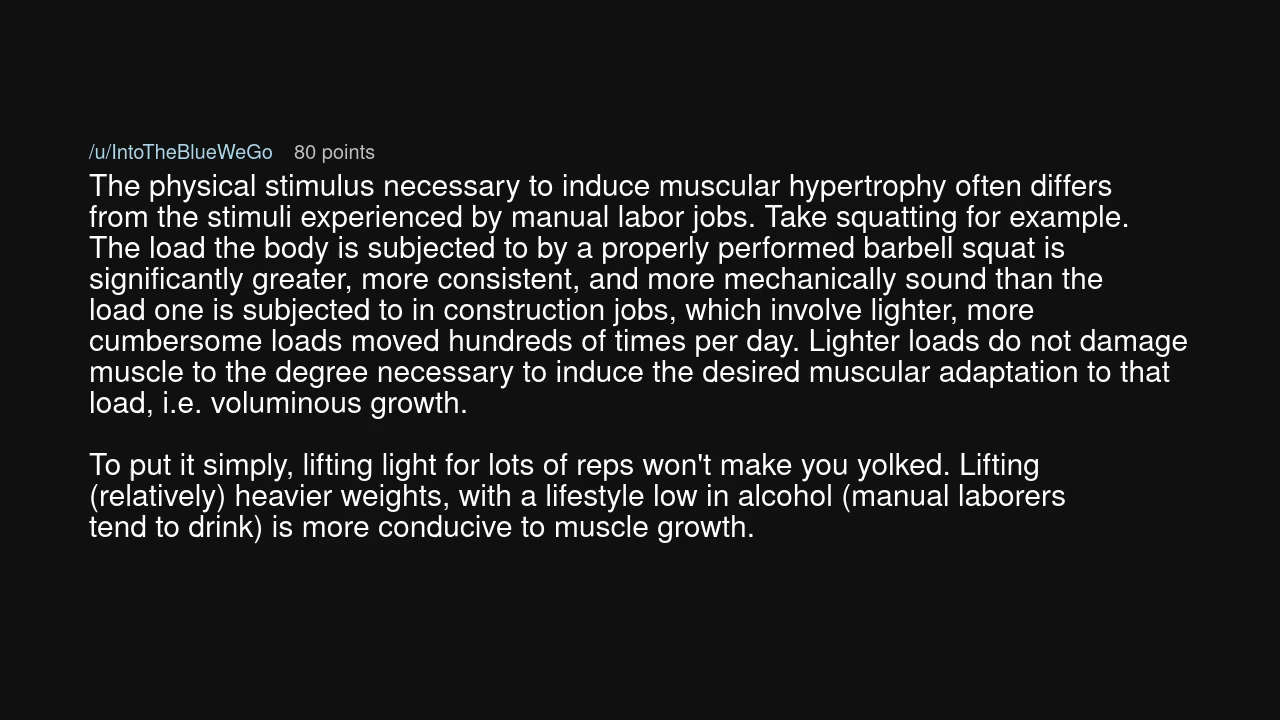 /u/IntoTheBlueWeGo 80 points
The physical stimulus necessary to induce muscular hypertrophy often differs
from the stimuli experienced by manual labor jobs. Take squatting for example.
The load the body is subjected to by a properly performed barbell squat is
significantly greater, more consistent, and more mechanically sound than the
load one is subjected to in construction jobs, which involve lighter, more
cumbersome loads moved hundreds of times per day. Lighter loads do not damage
muscle to the degree necessary to induce the desired muscular adaptation to that
load, i.e. voluminous growth.
To put it simply, lifting light for lots of reps won't make you yolked. Lifting
(relatively) heavier weights, with a lifestyle low in alcohol (manual laborers
tend to drink) is more conducive to muscle growth.